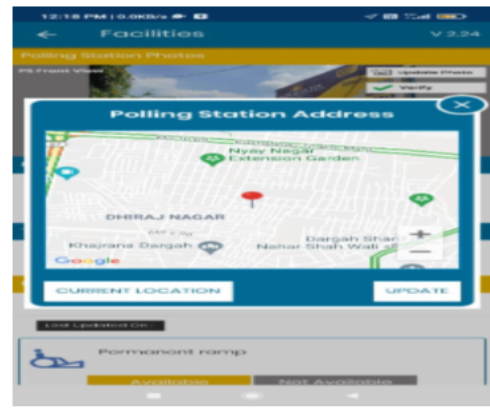 12:18 PM | 0.0KB/s
Facilities
V 2.24
Polling Station Photos
PS Front View
Update Photo
Verify
Polling Station Address
Nyay Nagar
Extension Garden
DHIRAJ NAGAR
Khajrana Dargah
Dargah
Nahar Shah Wali
Google
CURRENT LOCATION
UPDATE
Last Updated On :
Permanent ramp
Available
Not Available